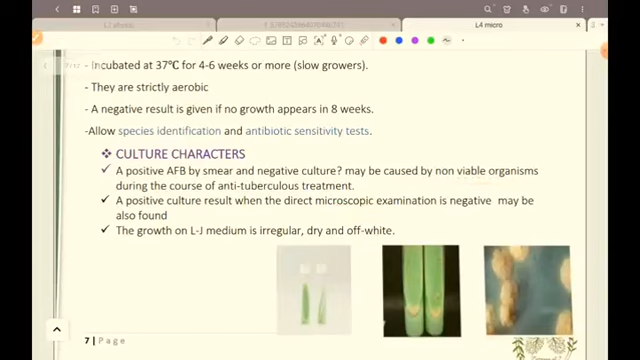 L4 micro
- Incubated at 37℃ for 4-6 weeks or more (slow growers).
- They are strictly aerobic
- A negative result is given if no growth appears in 8 weeks.
-Allow species identification and antibiotic sensitivity tests.
❖ CULTURE CHARACTERS
✓ A positive AFB by smear and negative culture? may be caused by non viable organisms
during the course of anti-tuberculous treatment.
✓ A positive culture result when the direct microscopic examination is negative may be
also found
✓ The growth on L-J medium is irregular, dry and off-white.
7 | Page